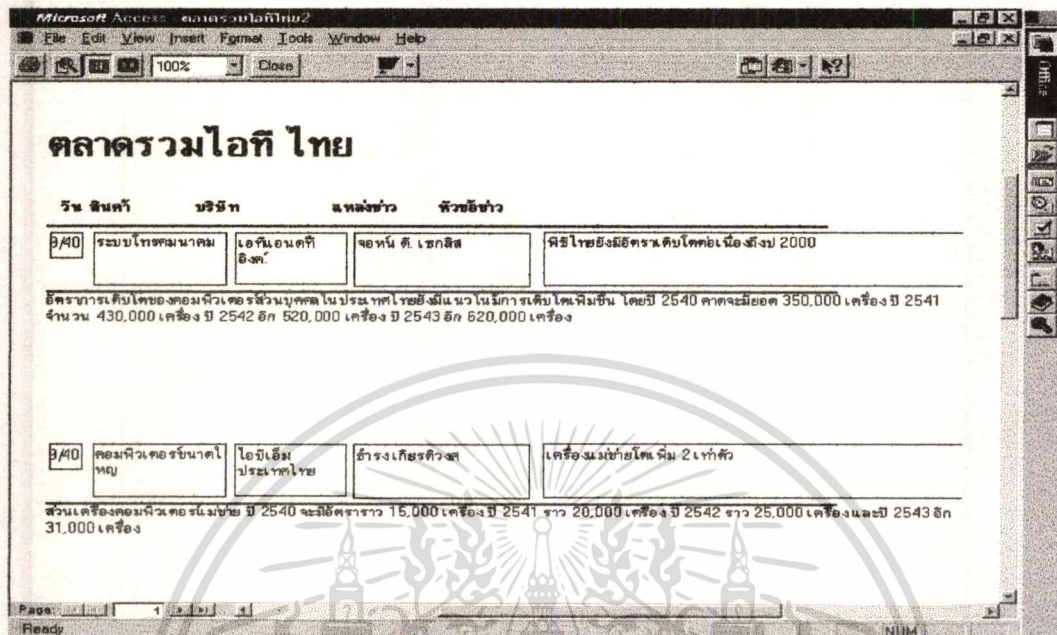 Microsoft Access - ตลาดรวมไอทีไทย2
File Edit View Insert Format Tools Window Help
100% Close
Office
ตลาดรวมไอที ไทย
วัน สินค้า บริษัท แหล่งข่าว หัวข้อข่าว
9/40 ระบบโทรคมนาคม เอทีแอนด์ที จอห์น ดี. เซกลิส พีซีไทยยังมีอัตราเติบโตต่อเนื่องถึงป 2000
อิงค์.
อัตราการเติบโตของคอมพิวเตอร์ส่วนบุคคลในประเทศไทยยังมีแนวโน้มการเติบโตเพิ่มขึ้น โดยปี 2540 คาดจะมียอด 350,000 เครื่อง ปี 2541
จำนวน 430,000 เครื่อง ปี 2542 อีก 520,000 เครื่อง ปี 2543 อีก 620,000 เครื่อง
9/40 คอมพิวเตอร์ขนาดใ ไอบีเอ็ม ธำรงเกียรติวงศ เครื่องแม่ข่ายโตเพิ่ม 2 เท่าตัว
หญ ประเทศไทย
ส่วนเครื่องคอมพิวเตอร์แม่ข่าย ปี 2540 จะมีอัตราราว 15,000 เครื่อง ปี 2541 ราว 20,000 เครื่อง ปี 2542 ราว 25,000 เครื่องและปี 2543 อีก
31,000 เครื่อง
Page: 1
Ready NUM